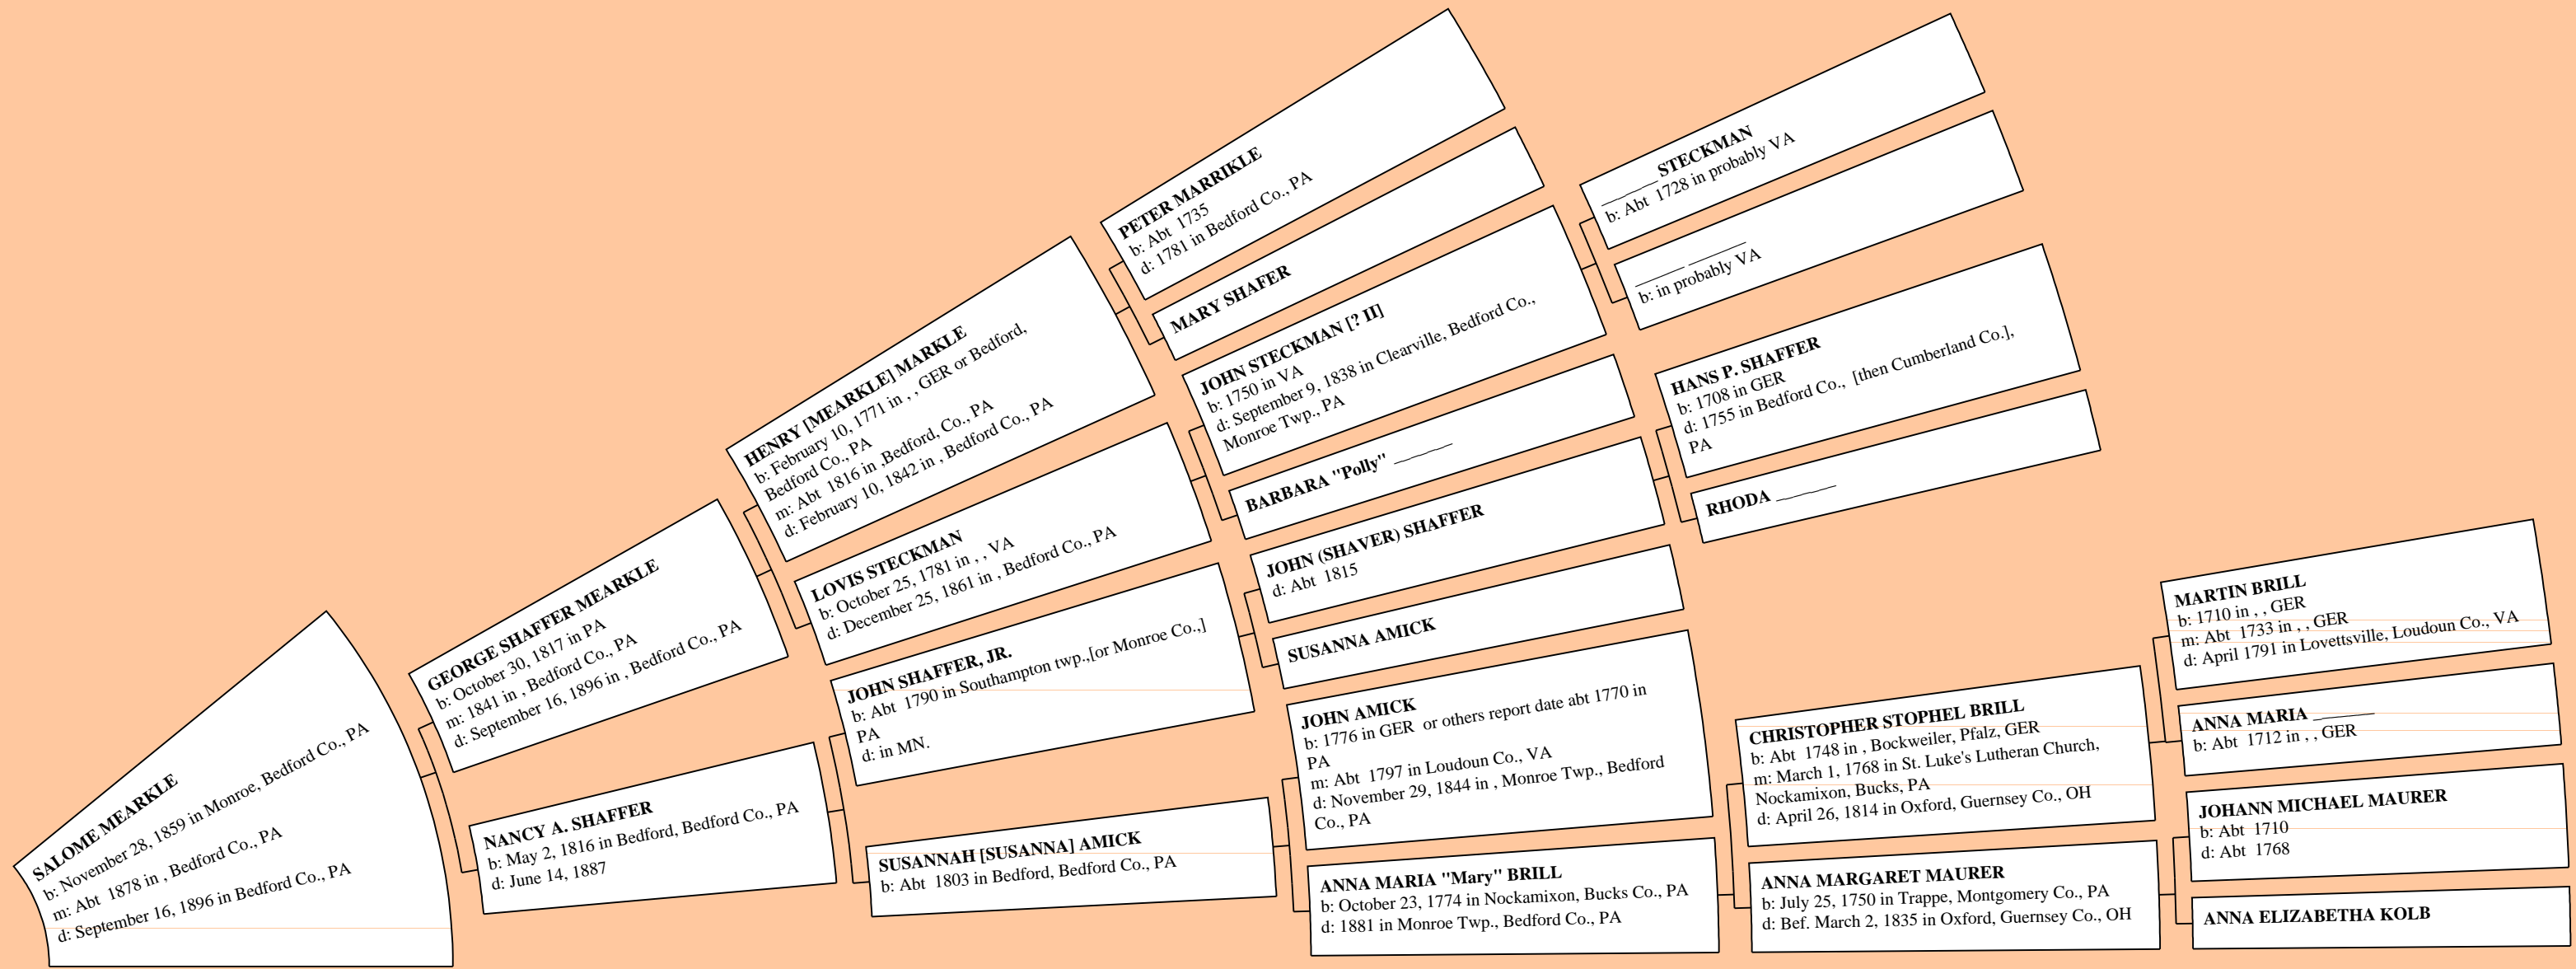 SALOME MEARKLE
b: November 28, 1859 in Monroe, Bedford Co., PA
m: Abt 1878 in , Bedford Co., PA
d: September 16, 1896 in Bedford Co., PA
GEORGE SHAFFER MEARKLE
b: October 30, 1817 in PA
m: 1841 in , Bedford Co., PA
d: September 16, 1896 in , Bedford Co., PA
NANCY A. SHAFFER
b: May 2, 1816 in Bedford, Bedford Co., PA
d: June 14, 1887
HENRY [MEARKLE] MARKLE
b: February 10, 1771 in , , GER or Bedford,
Bedford Co., PA
m: Abt 1816 in ,Bedford, Co., PA
d: February 10, 1842 in , Bedford Co., PA
LOVIS STECKMAN
b: October 25, 1781 in , , VA
d: December 25, 1861 in , Bedford Co., PA
JOHN SHAFFER, JR.
b: Abt 1790 in Southampton twp.,[or Monroe Co.,]
PA
d: in MN.
SUSANNAH [SUSANNA] AMICK
b: Abt 1803 in Bedford, Bedford Co., PA
PETER MARRIKLE
b: Abt 1735
d: 1781 in Bedford Co., PA
MARY SHAFER
JOHN STECKMAN [? II]
b: 1750 in VA
d: September 9, 1838 in Clearville, Bedford Co.,
Monroe Twp., PA
BARBARA "Polly" ______
JOHN (SHAVER) SHAFFER
d: Abt 1815
SUSANNA AMICK
JOHN AMICK
b: 1776 in GER or others report date abt 1770 in
PA
m: Abt 1797 in Loudoun Co., VA
d: November 29, 1844 in , Monroe Twp., Bedford
Co., PA
ANNA MARIA "Mary" BRILL
b: October 23, 1774 in Nockamixon, Bucks Co., PA
d: 1881 in Monroe Twp., Bedford Co., PA
______ STECKMAN
b: Abt 1728 in probably VA
_____ ______
b: in probably VA
HANS P. SHAFFER
b: 1708 in GER
d: 1755 in Bedford Co., [then Cumberland Co.],
PA
RHODA ______
CHRISTOPHER STOPHEL BRILL
b: Abt 1748 in , Bockweiler, Pfalz, GER
m: March 1, 1768 in St. Luke's Lutheran Church,
Nockamixon, Bucks, PA
d: April 26, 1814 in Oxford, Guernsey Co., OH
ANNA MARGARET MAURER
b: July 25, 1750 in Trappe, Montgomery Co., PA
d: Bef. March 2, 1835 in Oxford, Guernsey Co., OH
MARTIN BRILL
b: 1710 in , , GER
m: Abt 1733 in , , GER
d: April 1791 in Lovettsville, Loudoun Co., VA
ANNA MARIA ______
b: Abt 1712 in , , GER
JOHANN MICHAEL MAURER
b: Abt 1710
d: Abt 1768
ANNA ELIZABETHA KOLB